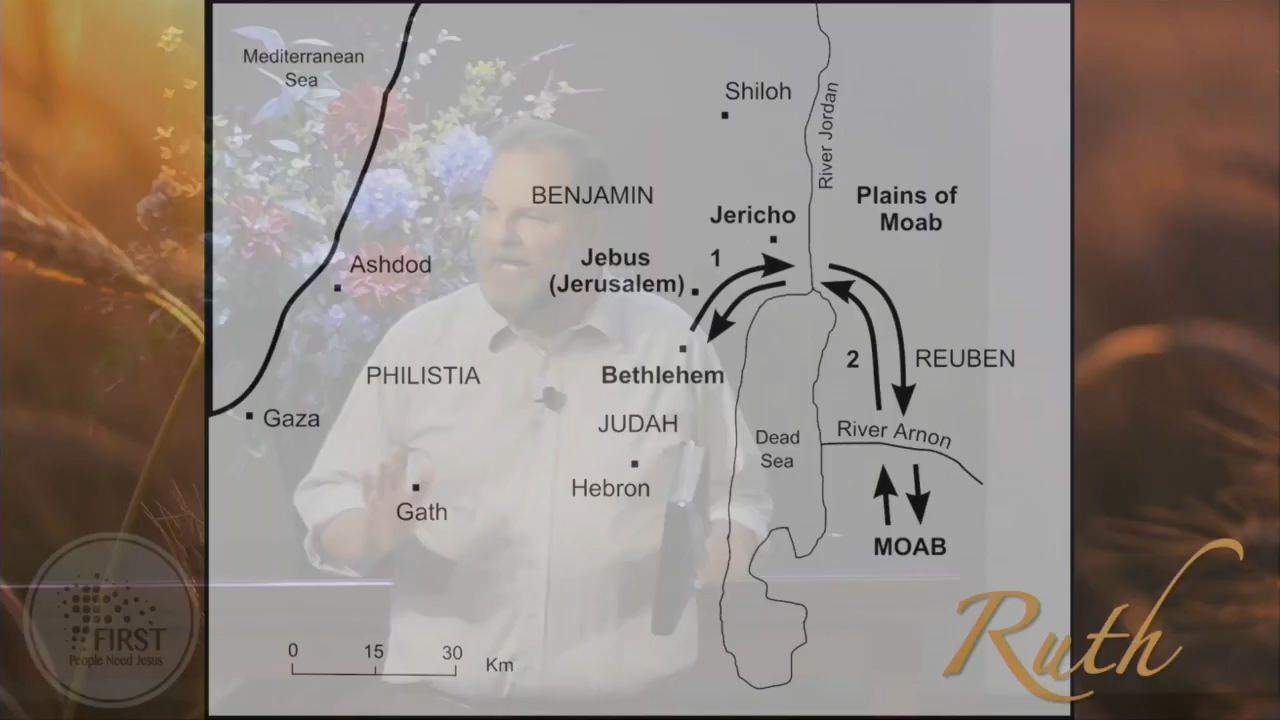 Mediterranean
Sea
Shiloh
River Jordan
BENJAMIN
Plains of
Moab
Jericho
Jebus
(Jerusalem)
1
Ashdod
2
REUBEN
PHILISTIA
Bethlehem
Gaza
JUDAH
River Arnon
Dead
Sea
Hebron
Gath
MOAB
FIRST
People Need Jesus
Ruth
0 15 30 Km